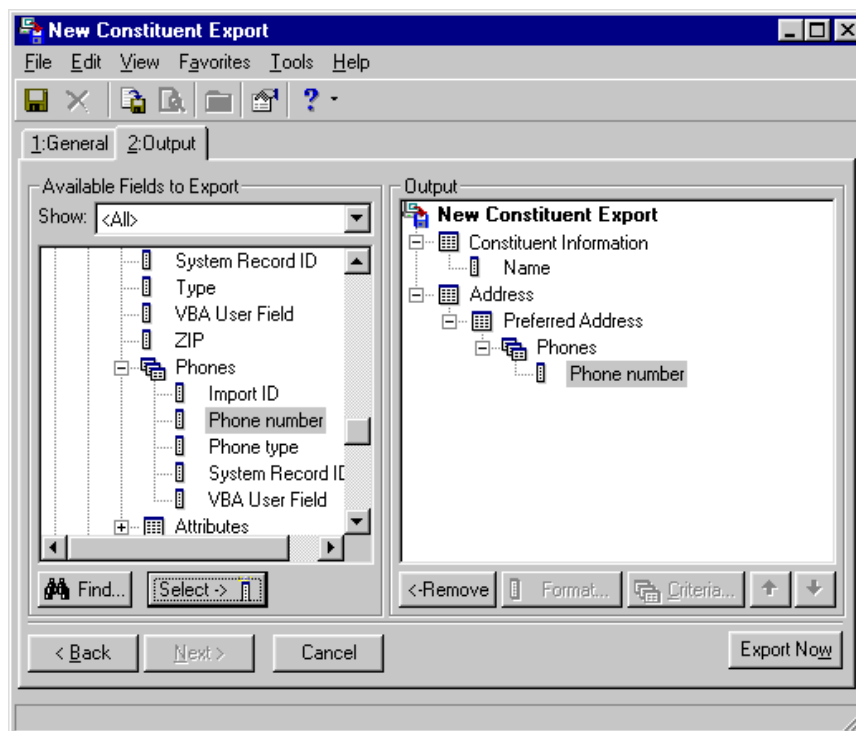 New Constituent Export
File Edit View Favorites Tools Help
?
1:General 2:Output
Available Fields to Export
Show: <All>
System Record ID
Type
VBA User Field
ZIP
Phones
Import ID
Phone number
Phone type
System Record ID
VBA User Field
Attributes
Find... Select ->
Output
New Constituent Export
Constituent Information
Name
Address
Preferred Address
Phones
Phone number
<-Remove Format... Criteria...
< Back Next > Cancel Export Now